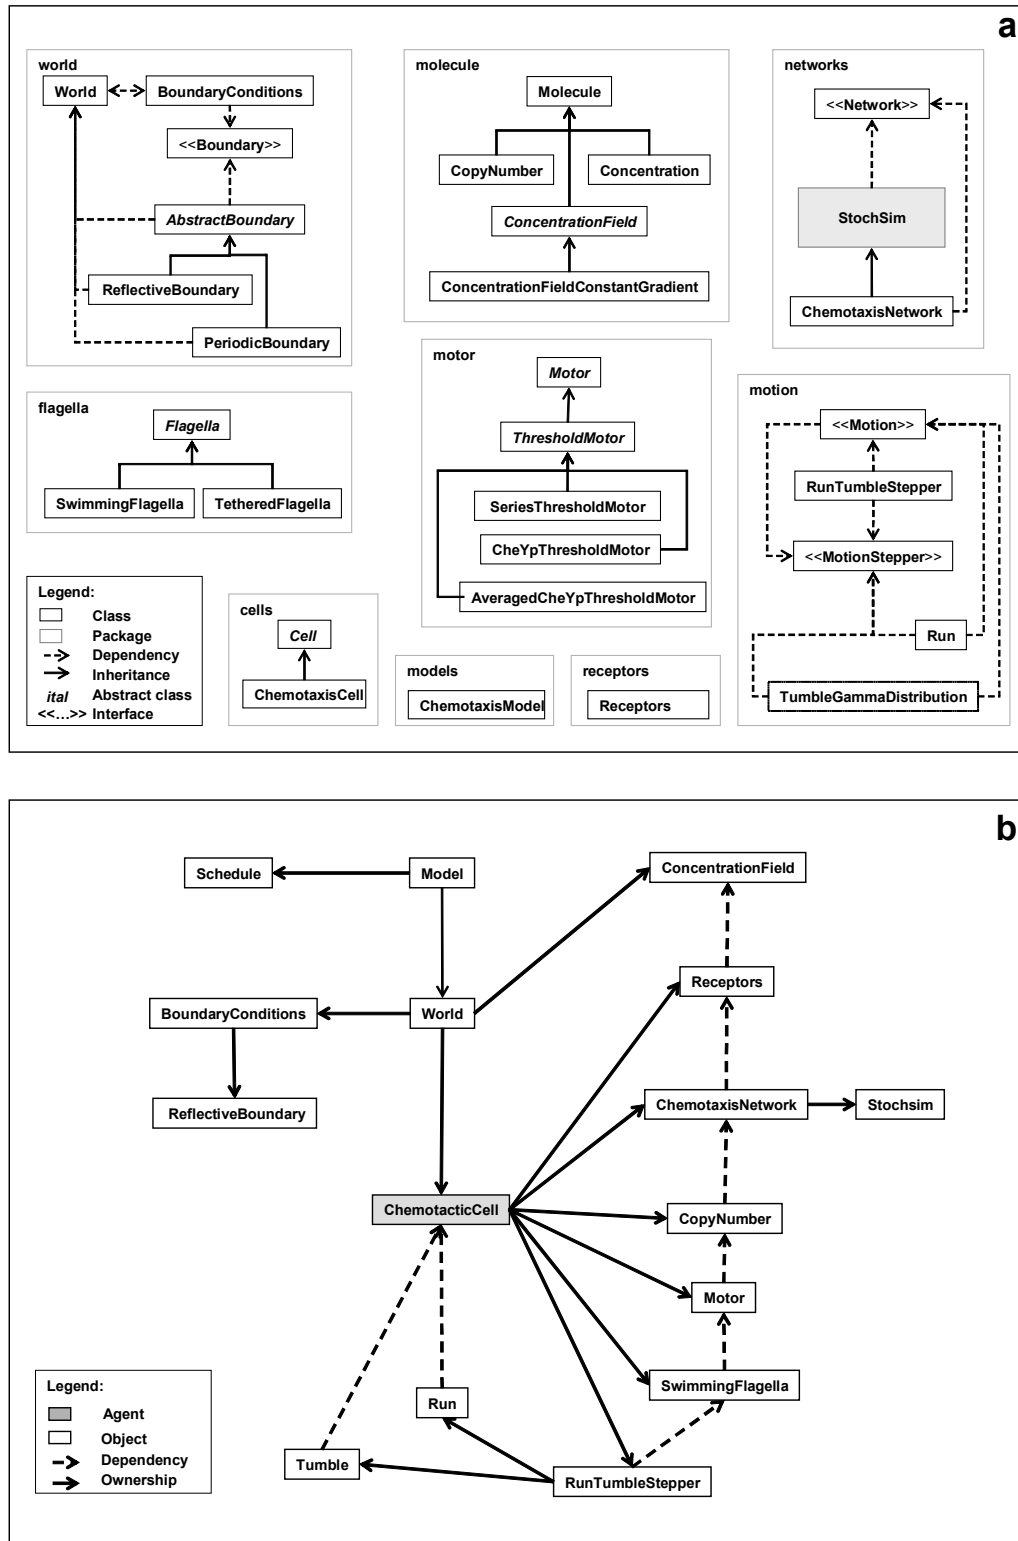 a
world
World
BoundaryConditions
<<Boundary>>
AbstractBoundary
ReflectiveBoundary
PeriodicBoundary
molecule
Molecule
CopyNumber
Concentration
ConcentrationField
ConcentrationFieldConstantGradient
networks
<<Network>>
StochSim
ChemotaxisNetwork
flagella
Flagella
SwimmingFlagella
TetheredFlagella
motor
Motor
ThresholdMotor
SeriesThresholdMotor
CheYpThresholdMotor
AveragedCheYpThresholdMotor
motion
<<Motion>>
RunTumbleStepper
<<MotionStepper>>
Run
TumbleGammaDistribution
Legend:
Class
Package
Dependency
Inheritance
ital Abstract class
<<...>> Interface
cells
Cell
ChemotaxisCell
models
ChemotaxisModel
receptors
Receptors
b
Schedule
Model
ConcentrationField
Receptors
BoundaryConditions
World
ReflectiveBoundary
ChemotaxisNetwork
Stochsim
ChemotacticCell
CopyNumber
Motor
SwimmingFlagella
Run
Tumble
RunTumbleStepper
Legend:
Agent
Object
Dependency
Ownership